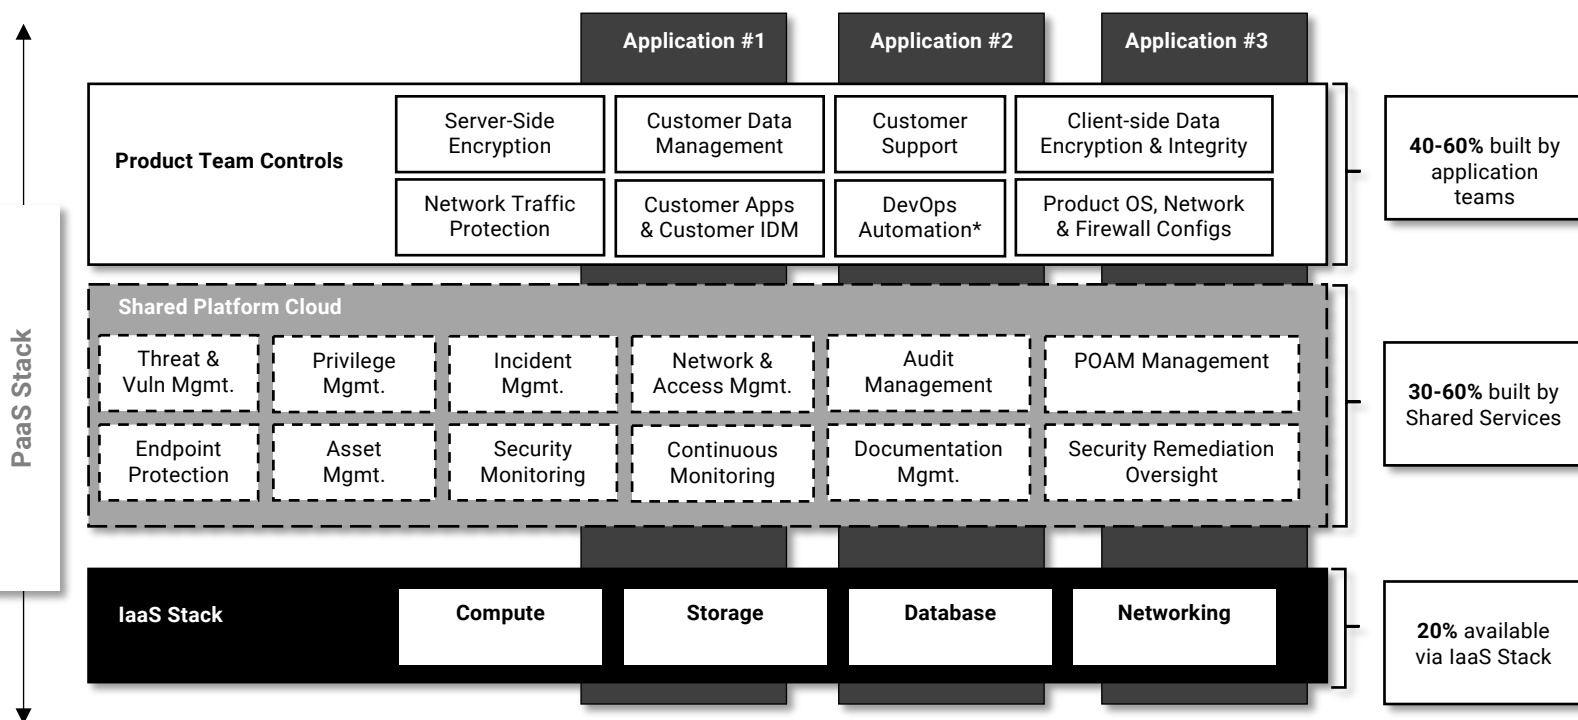 Application #1
Application #2
Application #3
Product Team Controls
Server-Side
Encryption
Customer Data
Management
Customer
Support
Client-side Data
Encryption & Integrity
Network Traffic
Protection
Customer Apps
& Customer IDM
DevOps
Automation*
Product OS, Network
& Firewall Configs
40-60% built by
application
teams
PaaS Stack
Shared Platform Cloud
Threat &
Vuln Mgmt.
Privilege
Mgmt.
Incident
Mgmt.
Network &
Access Mgmt.
Audit
Management
POAM Management
Endpoint
Protection
Asset
Mgmt.
Security
Monitoring
Continuous
Monitoring
Documentation
Mgmt.
Security Remediation
Oversight
30-60% built by
Shared Services
IaaS Stack
Compute
Storage
Database
Networking
20% available
via IaaS Stack